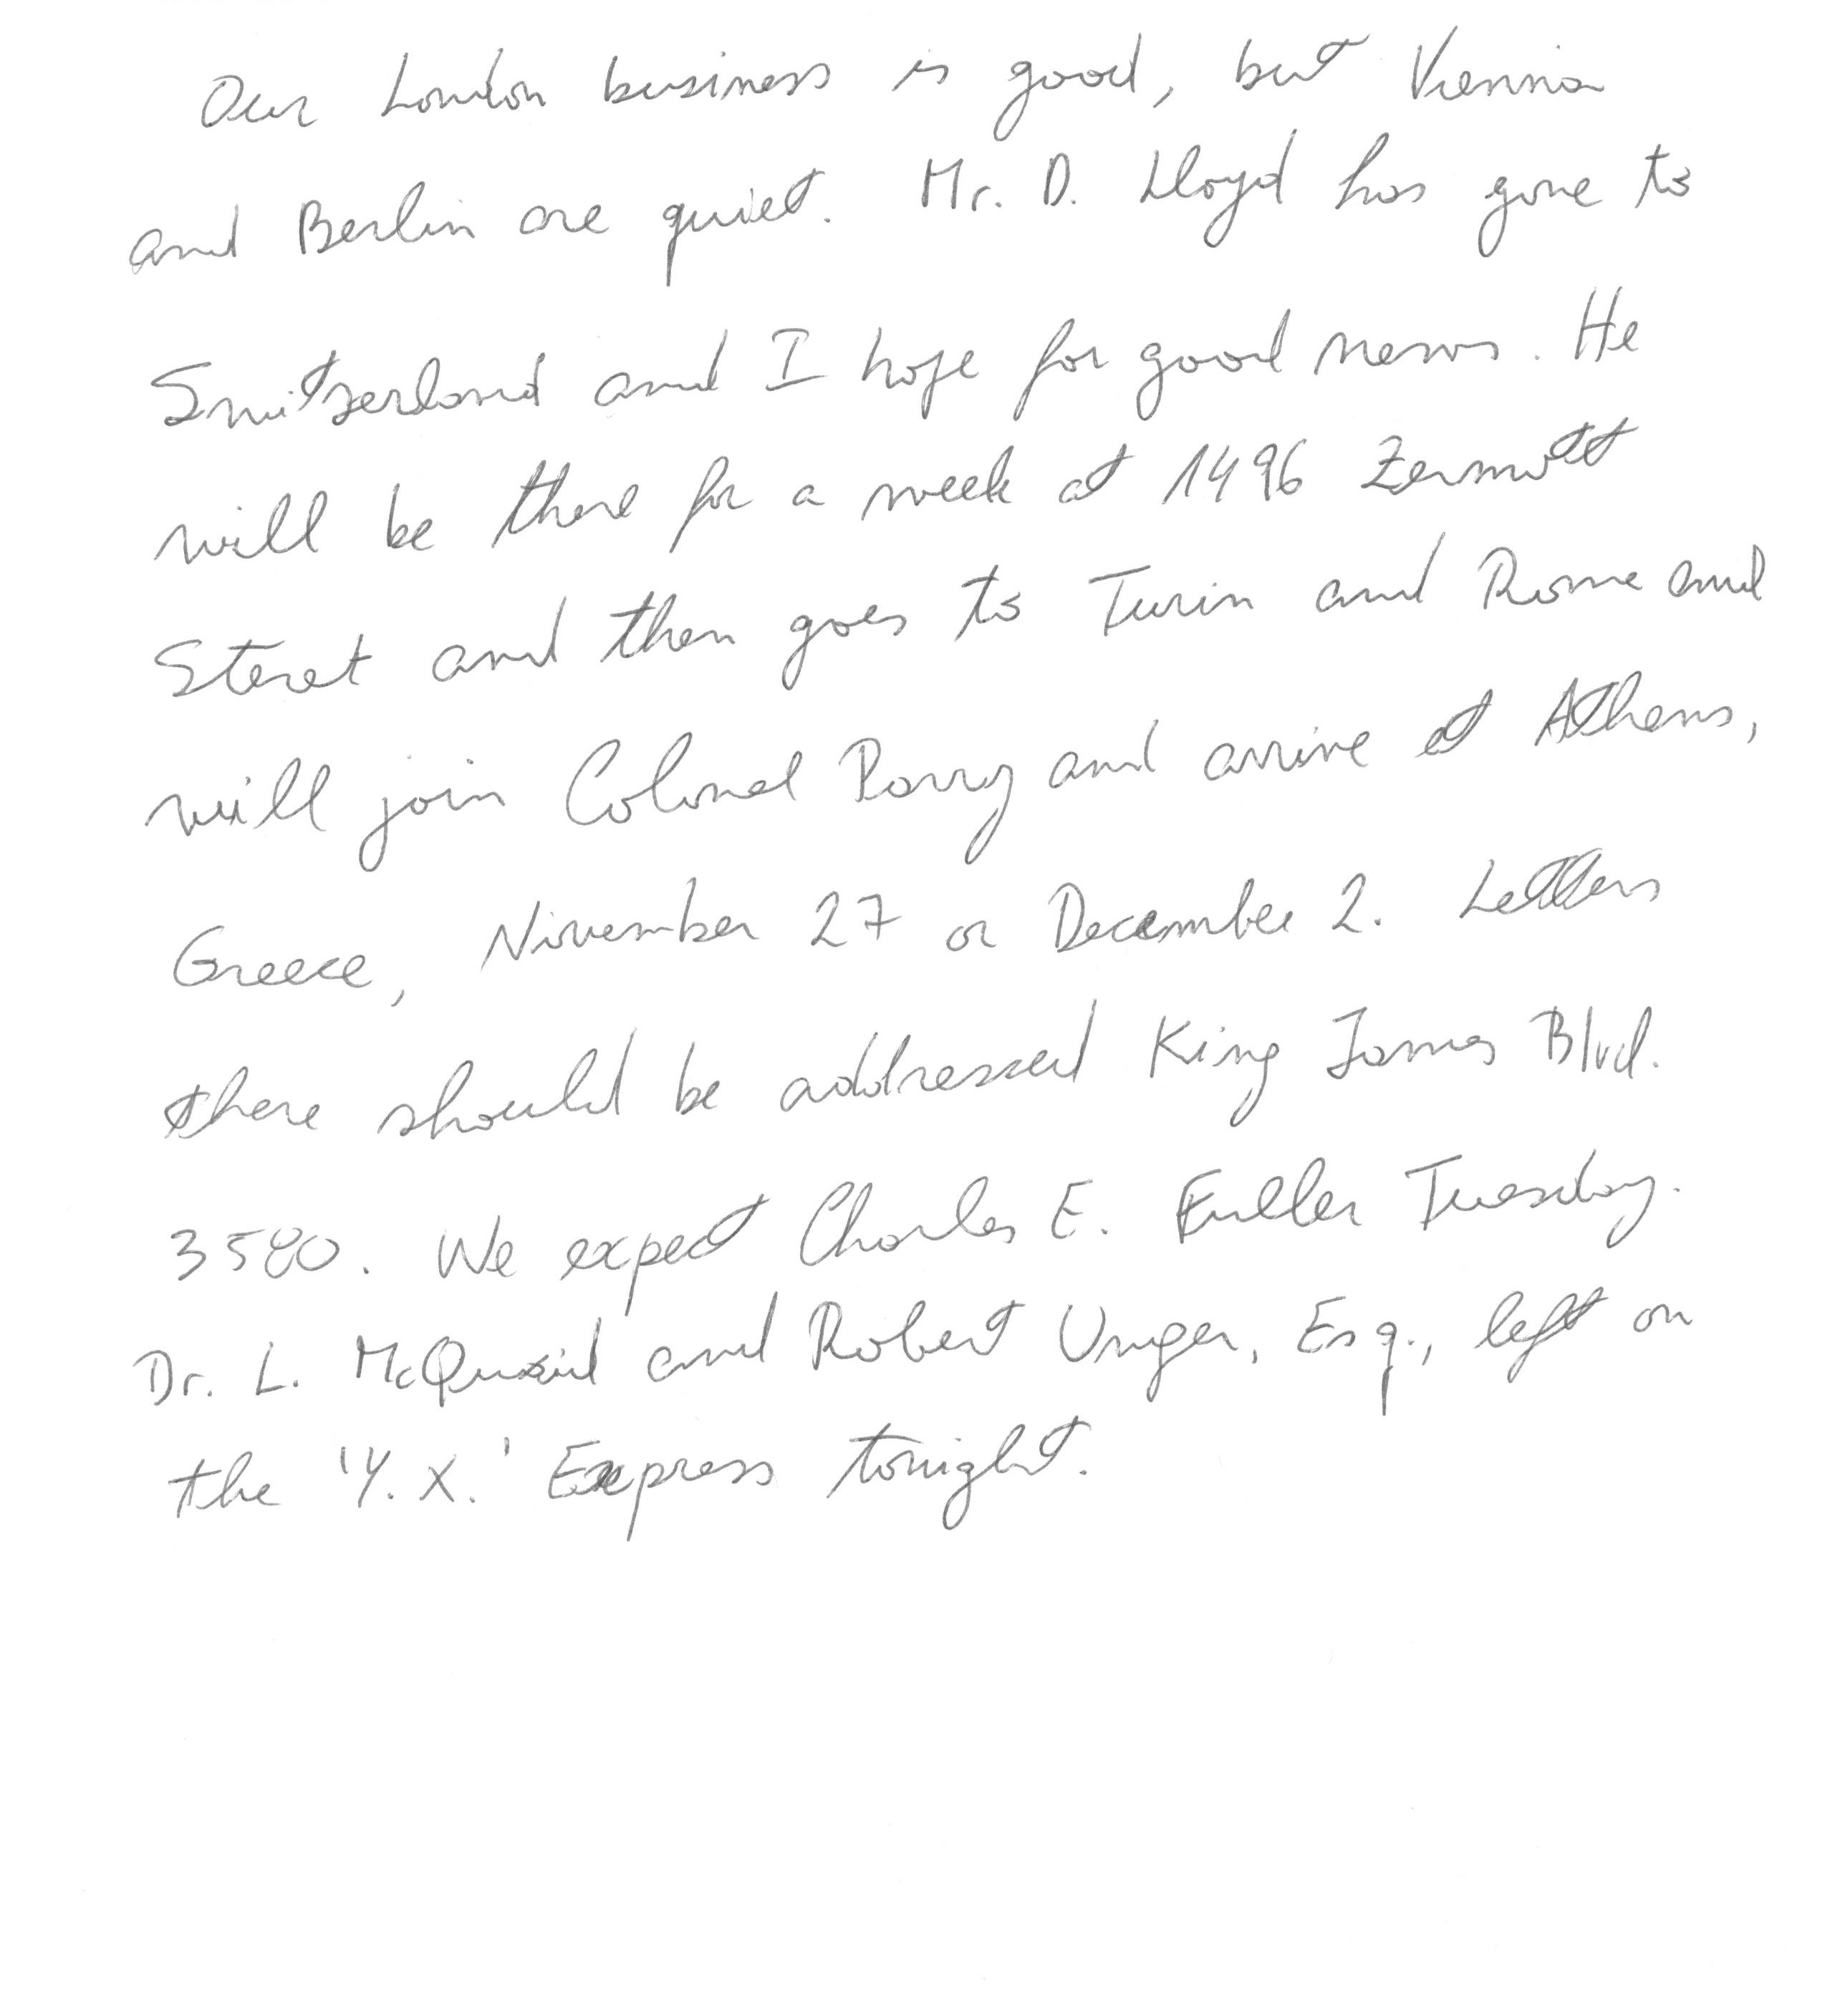 Our London business is good, but Vienna
and Berlin are quiet. Mr. D. Lloyd has gone to
Switzerland and I hope for good news. He
will be there for a week at 1496 Zermott
Steret and then goes to Turin and Rome and
will join Colonel Parry and arrive at Athens,
Greece, November 27 or December 2. Letters
there should be addressed King James Blvd.
3580. We expect Charles E. Fuller Tuesday.
Dr. L. McQuaid and Robert Unger, Esq., left on
the 'Y. X.' Express tonight.